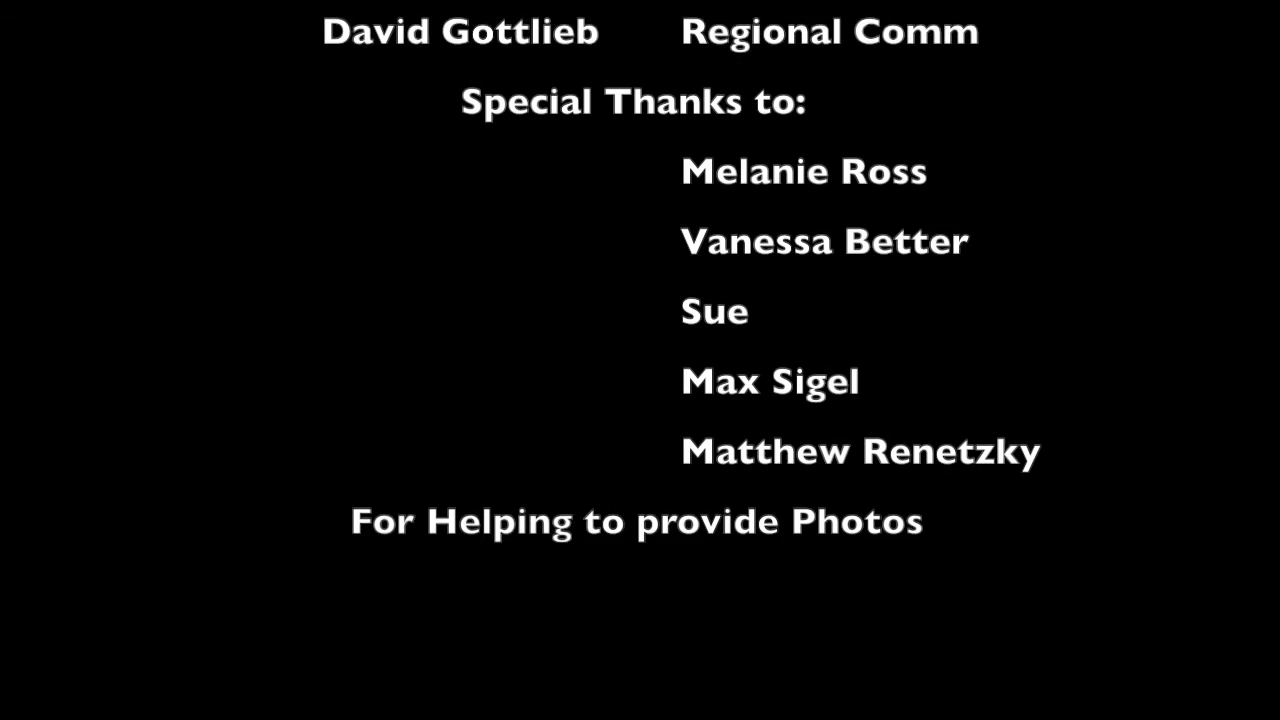 David Gottlieb Regional Comm
Special Thanks to:
Melanie Ross
Vanessa Better
Sue
Max Sigel
Matthew Renetzky
For Helping to provide Photos